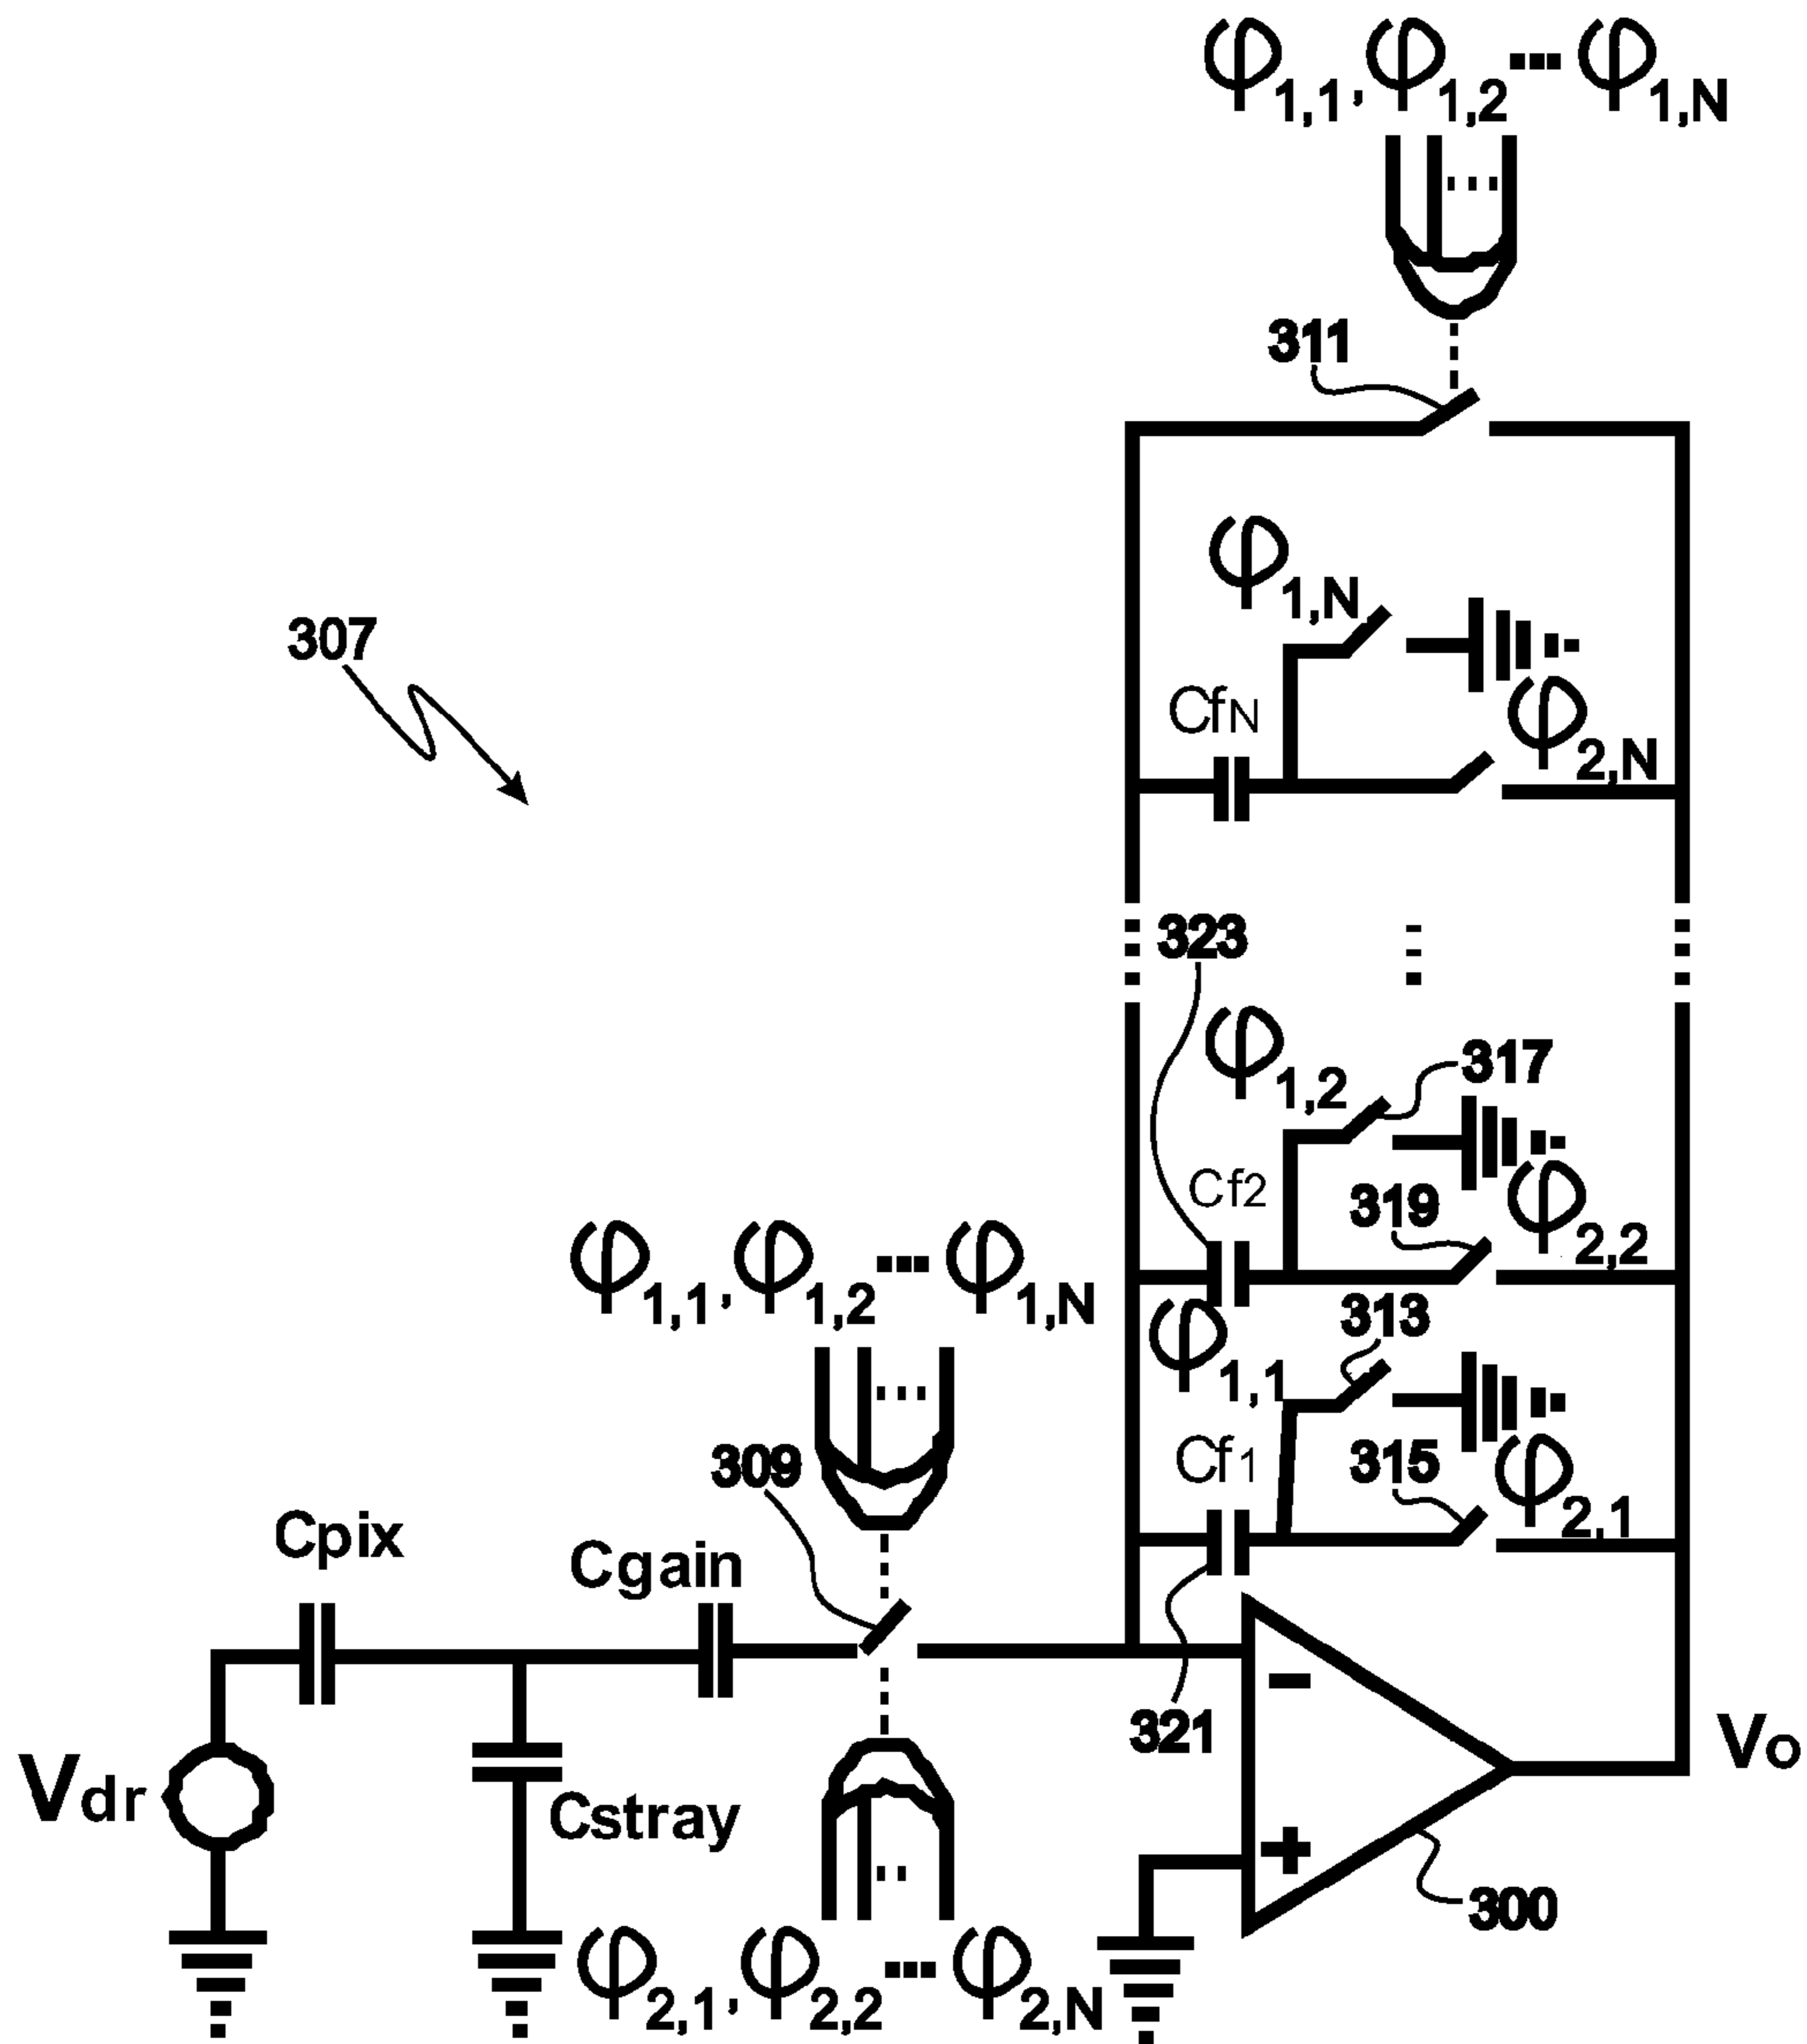 φ1,1, φ1,2 ... φ1,N
...
311
φ1,N
307
CfN
φ2,N
323
φ1,2
317
Cf2
319
φ2,2
φ1,1, φ1,2 ... φ1,N
...
313
φ1,1
309
Cf1
315
φ2,1
Cpix
Cgain
-
321
Vo
Vdr
Cstray
+
..
300
φ2,1, φ2,2 ... φ2,N